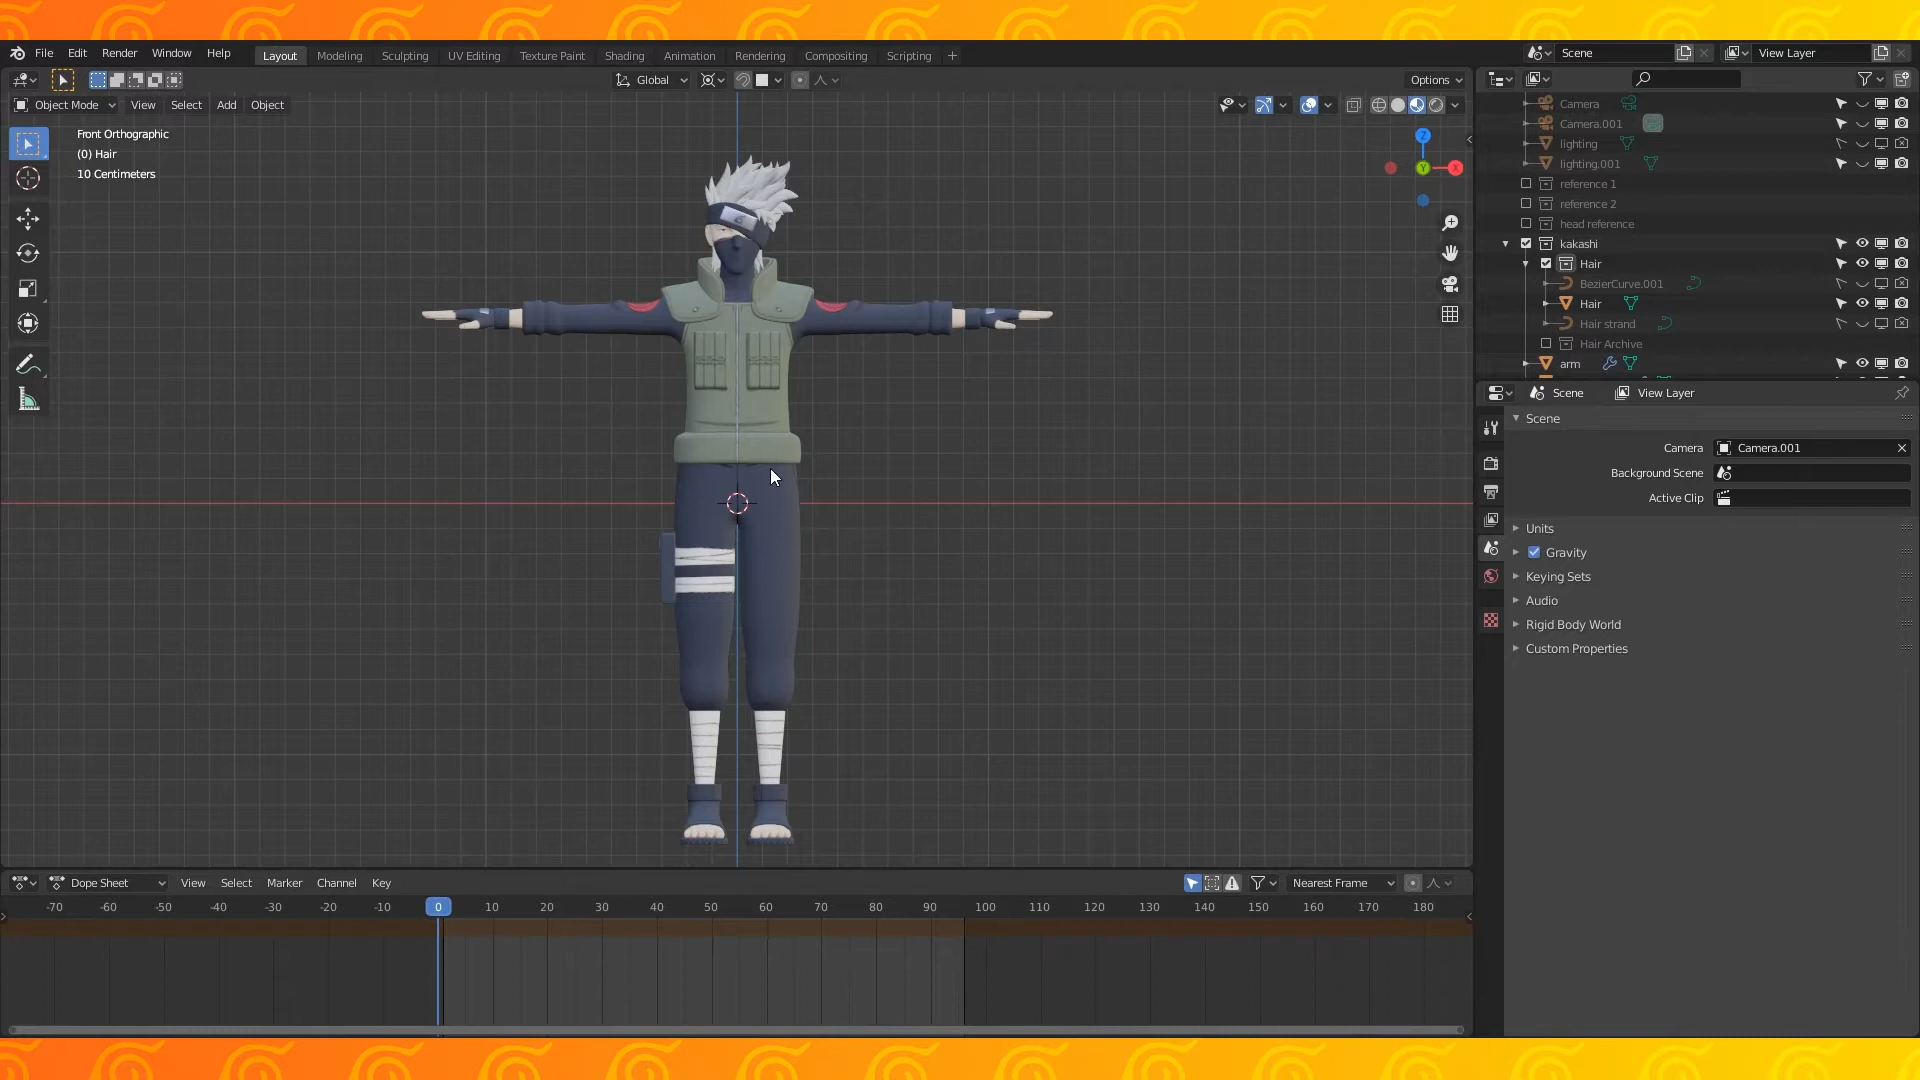 File Edit Render Window Help
Layout Modeling Sculpting UV Editing Texture Paint Shading Animation Rendering Compositing Scripting +
Scene
View Layer
Global
Options
Object Mode View Select Add Object
Front Orthographic
(0) Hair
10 Centimeters
Z
Y
X
Camera
Camera.001
lighting
lighting.001
reference 1
reference 2
head reference
kakashi
Hair
BezierCurve.001
Hair
Hair strand
Hair Archive
arm
Scene View Layer
Scene
Camera Camera.001
Background Scene
Active Clip
Units
Gravity
Keying Sets
Audio
Rigid Body World
Custom Properties
Dope Sheet View Select Marker Channel Key
Nearest Frame
-70 -60 -50 -40 -30 -20 -10 0 10 20 30 40 50 60 70 80 90 100 110 120 130 140 150 160 170 180